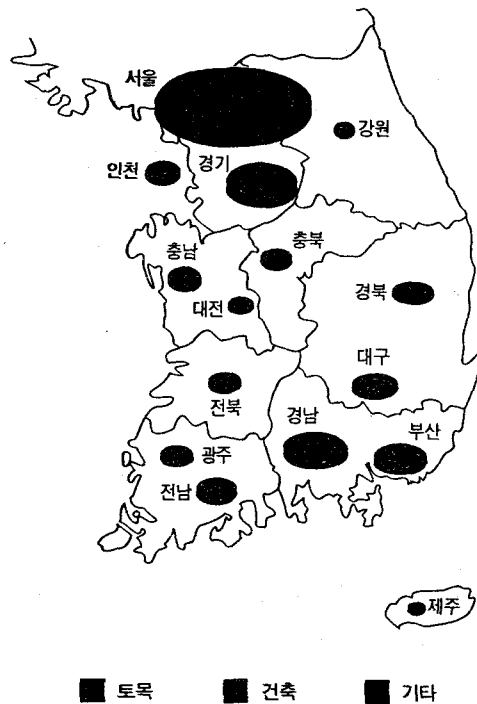 서울
강원
경기
인천
충북
충남
경북
대전
대구
전북
경남
부산
광주
전남
제주
토목 건축 기타